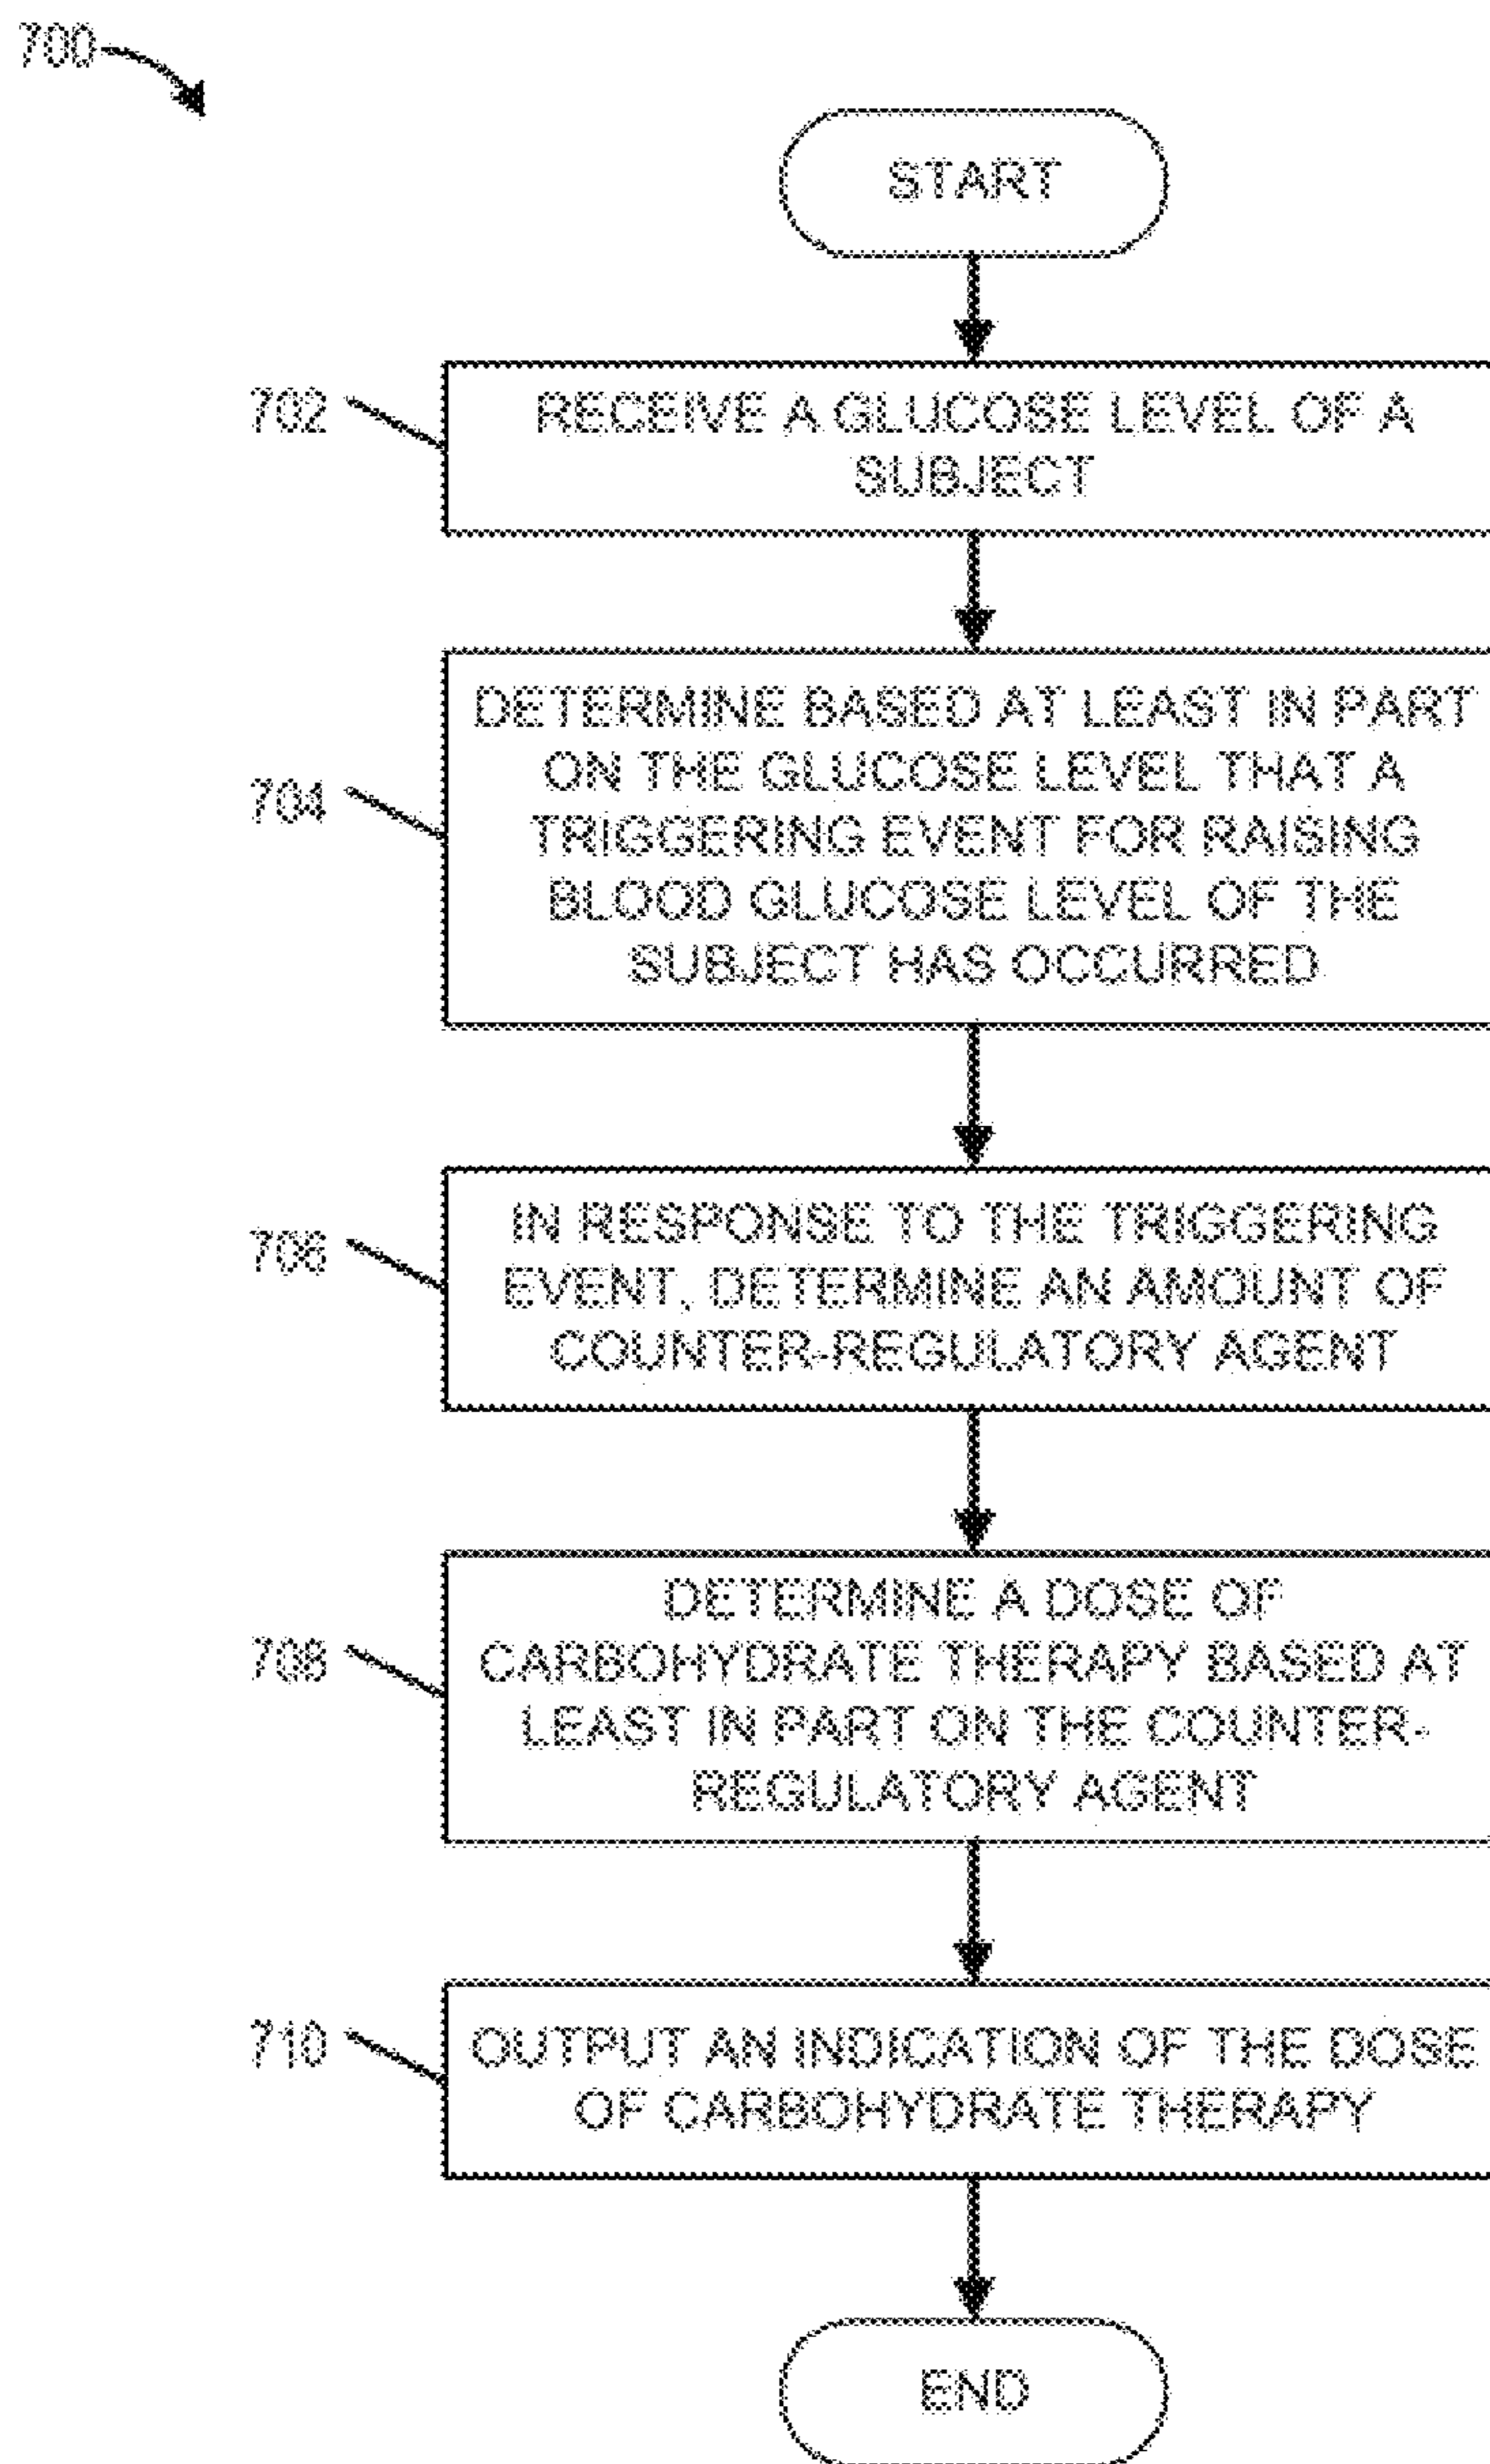 700
START
702
RECEIVE A GLUCOSE LEVEL OF A
SUBJECT
704
DETERMINE BASED AT LEAST IN PART
ON THE GLUCOSE LEVEL THAT A
TRIGGERING EVENT FOR RAISING
BLOOD GLUCOSE LEVEL OF THE
SUBJECT HAS OCCURRED
706
IN RESPONSE TO THE TRIGGERING
EVENT, DETERMINE AN AMOUNT OF
COUNTER-REGULATORY AGENT
708
DETERMINE A DOSE OF
CARBOHYDRATE THERAPY BASED AT
LEAST IN PART ON THE COUNTER-
REGULATORY AGENT
710
OUTPUT AN INDICATION OF THE DOSE
OF CARBOHYDRATE THERAPY
END